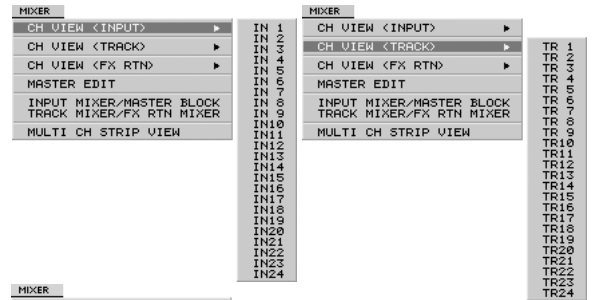 MIXER
CH VIEW <INPUT>
CH VIEW <TRACK>
CH VIEW <FX RTN>
MASTER EDIT
INPUT MIXER/MASTER BLOCK
TRACK MIXER/FX RTN MIXER
MULTI CH STRIP VIEW
IN 1
IN 2
IN 3
IN 4
IN 5
IN 6
IN 7
IN 8
IN 9
IN10
IN11
IN12
IN13
IN14
IN15
IN16
IN17
IN18
IN19
IN20
IN21
IN22
IN23
IN24
MIXER
CH VIEW <INPUT>
CH VIEW <TRACK>
CH VIEW <FX RTN>
MASTER EDIT
INPUT MIXER/MASTER BLOCK
TRACK MIXER/FX RTN MIXER
MULTI CH STRIP VIEW
TR 1
TR 2
TR 3
TR 4
TR 5
TR 6
TR 7
TR 8
TR 9
TR10
TR11
TR12
TR13
TR14
TR15
TR16
TR17
TR18
TR19
TR20
TR21
TR22
TR23
TR24
MIXER